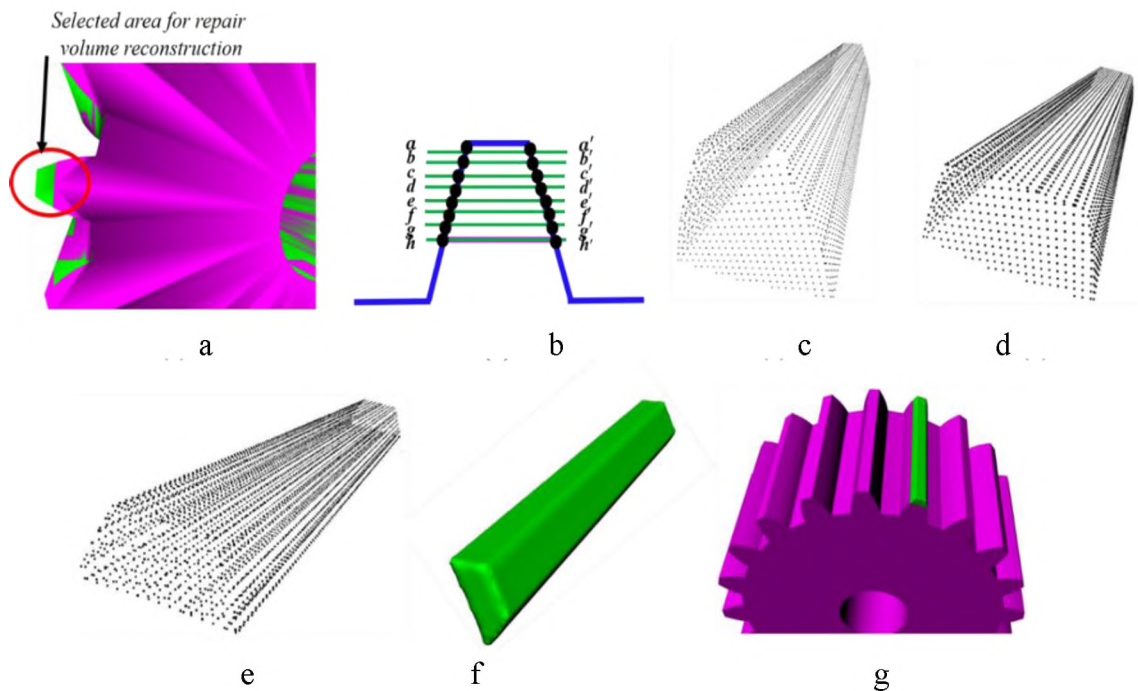 Selected area for repair
volume reconstruction
a a'
b b'
c c'
d d'
e e'
f f'
g g'
h h'
a b c d
e f g